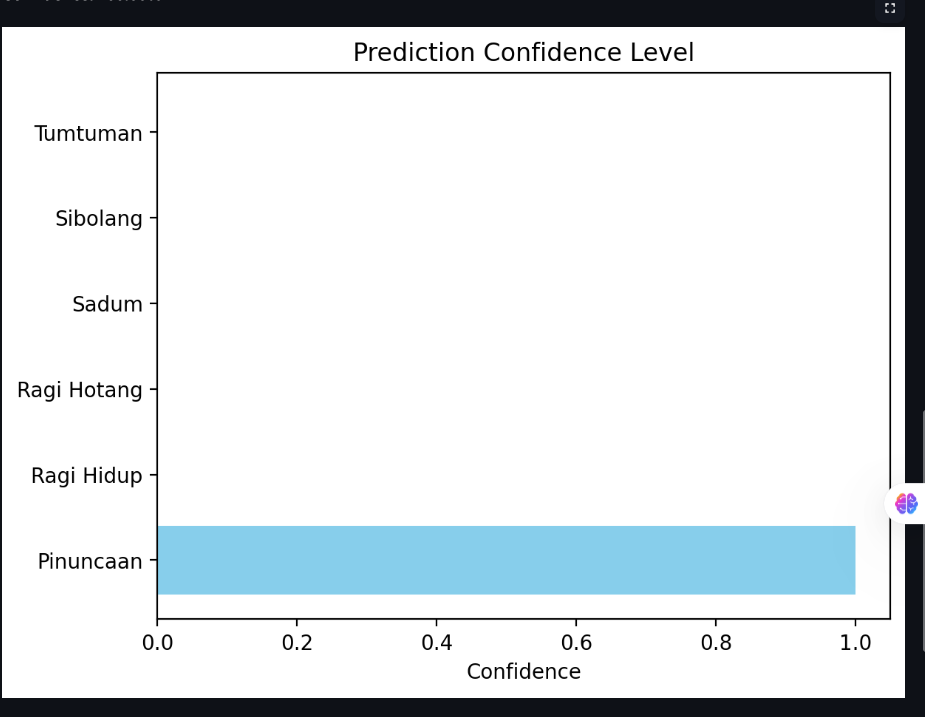 Prediction Confidence Level
Tumtuman
Sibolang
Sadum
Ragi Hotang
Ragi Hidup
Pinuncaan
0.0 0.2 0.4 0.6 0.8 1.0
Confidence